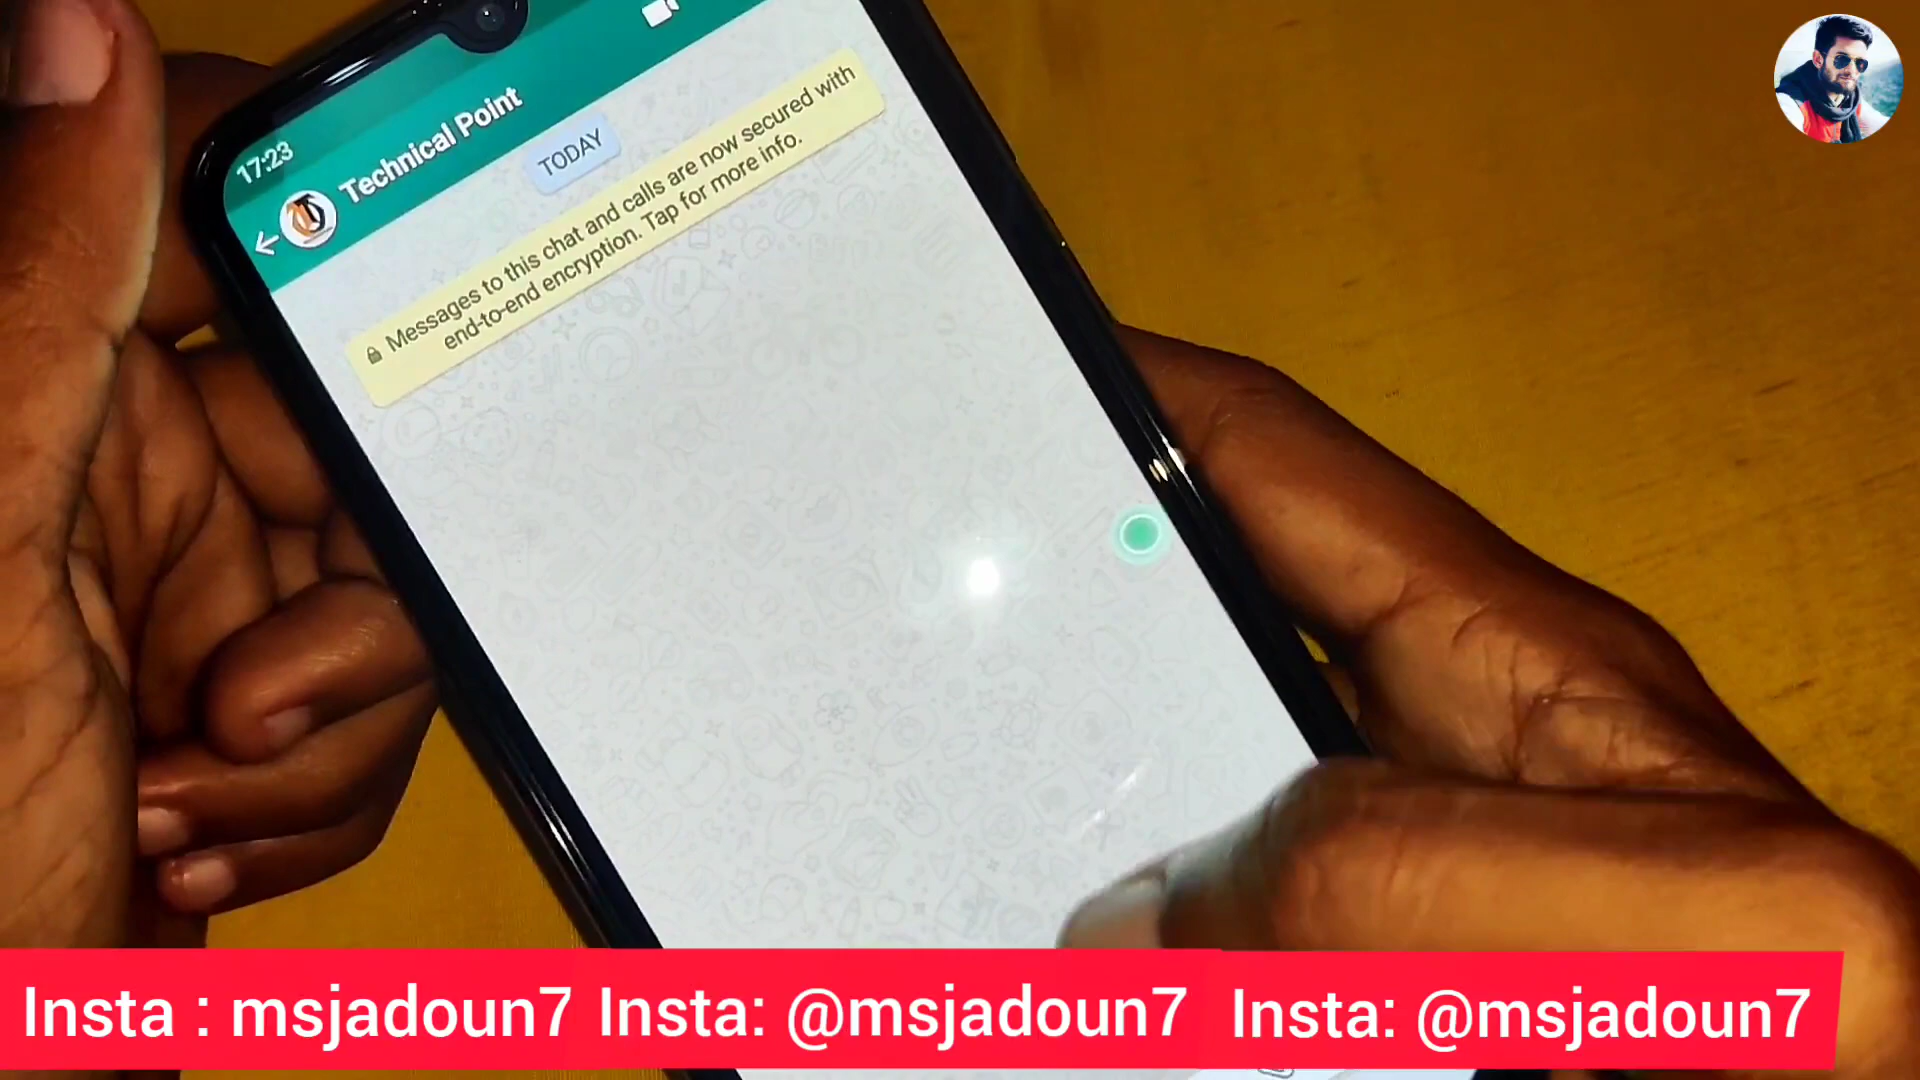 17:23
Technical Point
TODAY
Messages to this chat and calls are now secured with
end-to-end encryption. Tap for more info.
Insta : msjadoun7 Insta: @msjadoun7 Insta: @msjadoun7